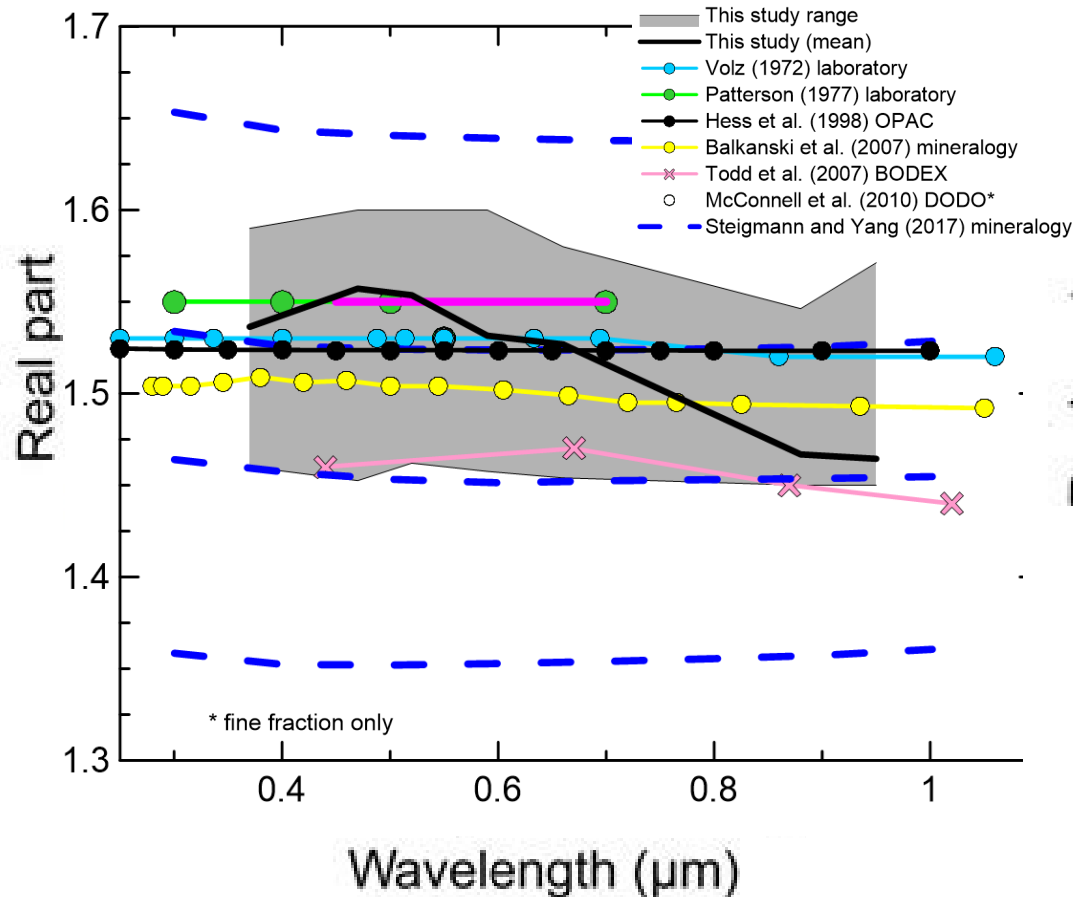 This study range
This study (mean)
Volz (1972) laboratory
Patterson (1977) laboratory
Hess et al. (1998) OPAC
Balkanski et al. (2007) mineralogy
Todd et al. (2007) BODEX
McConnell et al. (2010) DODO*
Steigmann and Yang (2017) mineralogy
1.7
1.6
1.5
1.4
1.3
Real part
* fine fraction only
0.4 0.6 0.8 1
Wavelength (μm)